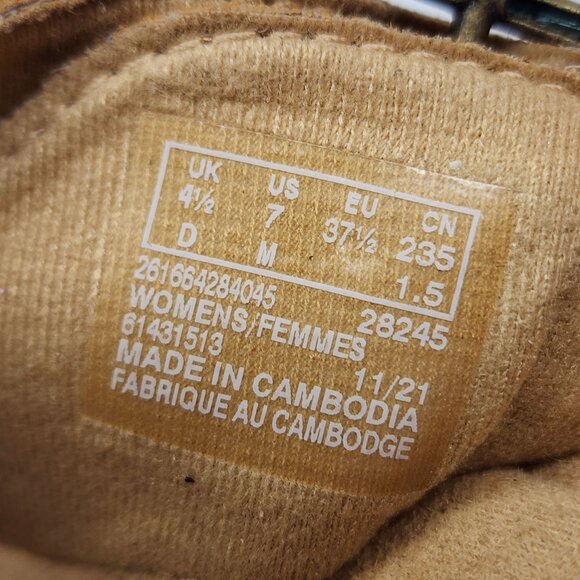 UK US EU CN
4½ 7 37½ 235
D M 1.5
261664284045 28245
WOMENS/FEMMES
61431513 11/21
MADE IN CAMBODIA
FABRIQUE AU CAMBODGE